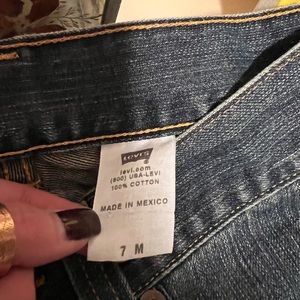 LEVI'S
levi.com
(800) USA-LEVI
100% COTTON
MADE IN MEXICO
7 M